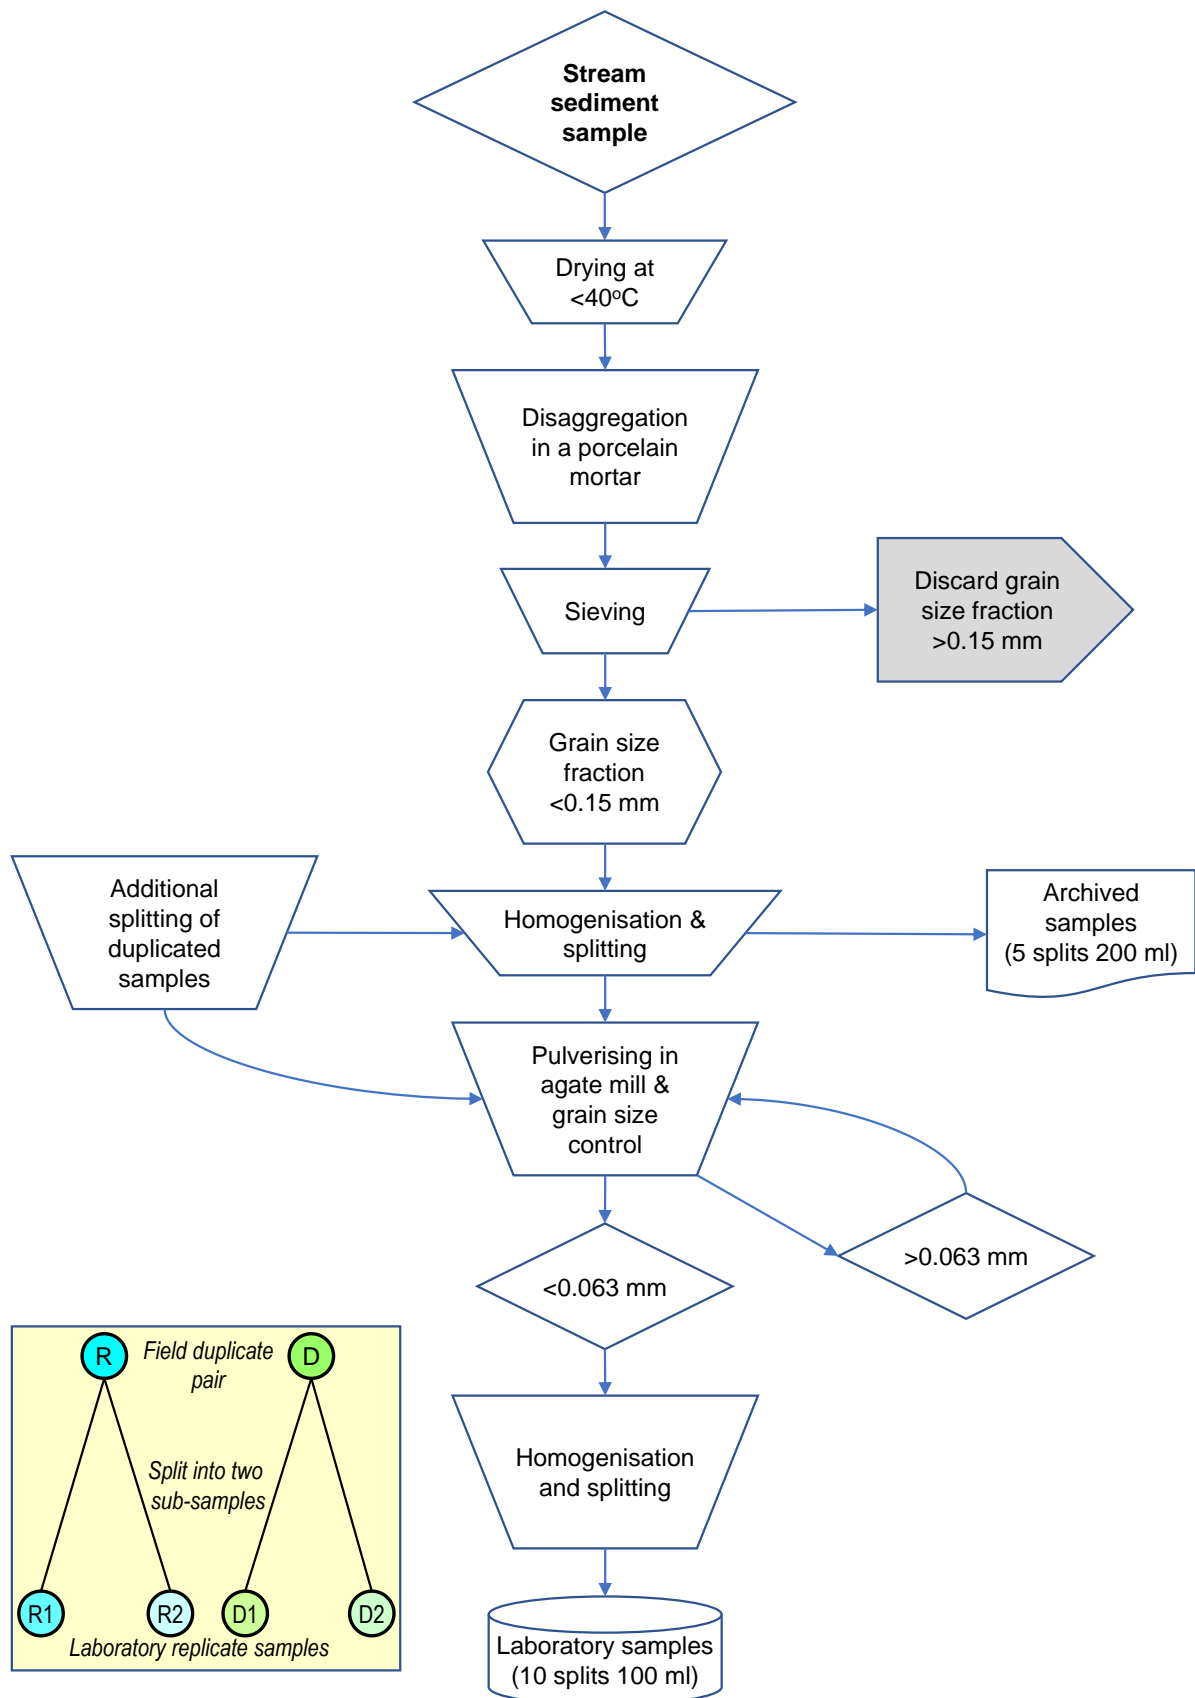 Stream
sediment
sample
Drying at
<40ºC
Disaggregation
in a porcelain
mortar
Sieving
Discard grain
size fraction
>0.15 mm
Grain size
fraction
<0.15 mm
Additional
splitting of
duplicated
samples
Homogenisation &
splitting
Archived
samples
(5 splits 200 ml)
Pulverising in
agate mill &
grain size
control
>0.063 mm
<0.063 mm
R
Field duplicate
pair
D
Split into two
sub-samples
R1
R2
D1
D2
Laboratory replicate samples
Homogenisation
and splitting
Laboratory samples
(10 splits 100 ml)